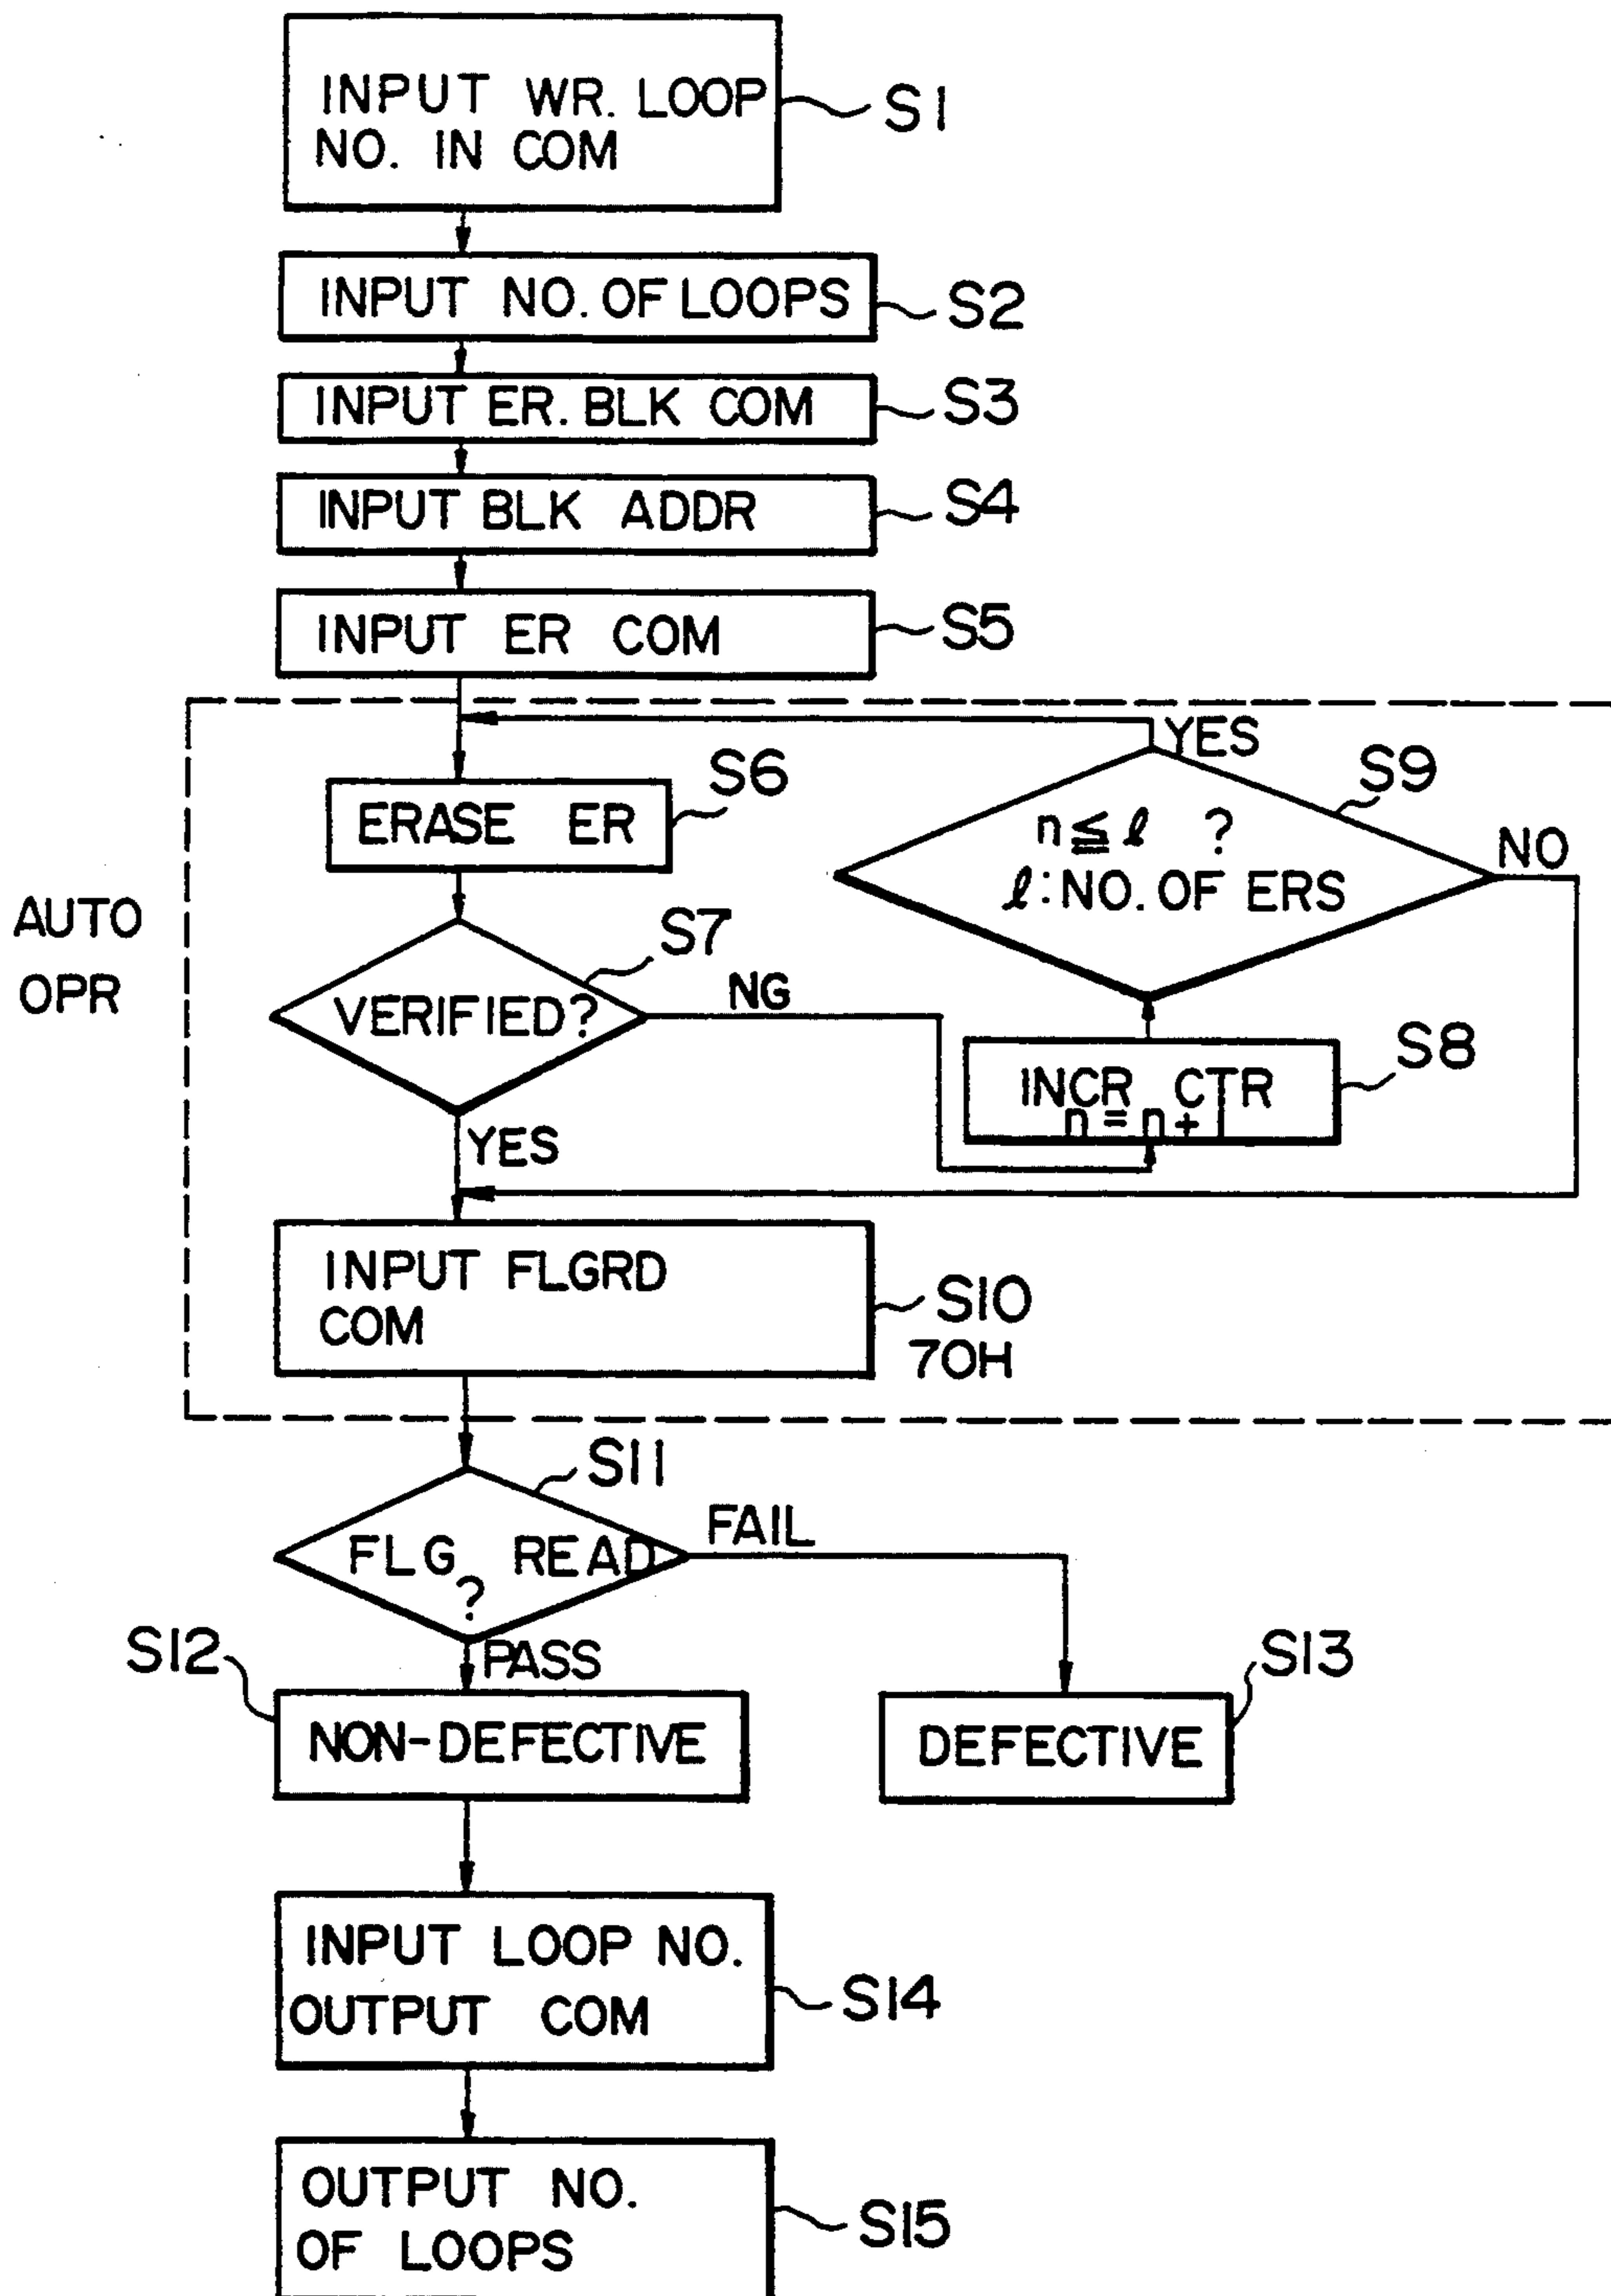 INPUT WR. LOOP
NO. IN COM
S1
INPUT NO. OF LOOPS
S2
INPUT ER. BLK COM
S3
INPUT BLK ADDR
S4
INPUT ER COM
S5
AUTO
OPR
ERASE ER
S6
VERIFIED?
S7
NG
YES
YES
n ≦ ℓ ?
ℓ: NO. OF ERS
S9
NO
INCR CTR
n = n + 1
S8
INPUT FLGRD
COM
S10
70H
FLG READ
?
S11
FAIL
PASS
S12
NON-DEFECTIVE
DEFECTIVE
S13
INPUT LOOP NO.
OUTPUT COM
S14
OUTPUT NO.
OF LOOPS
S15